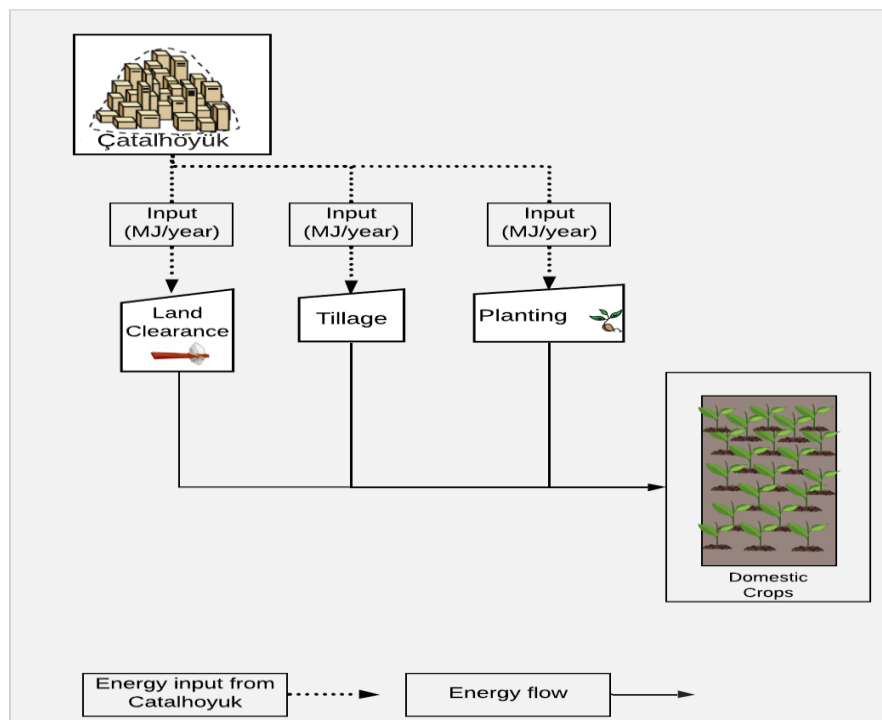 Çatalhöyük
Input
(MJ/year)
Input
(MJ/year)
Input
(MJ/year)
Land
Clearance
Tillage
Planting
Domestic
Crops
Energy input from
Catalhoyuk
Energy flow